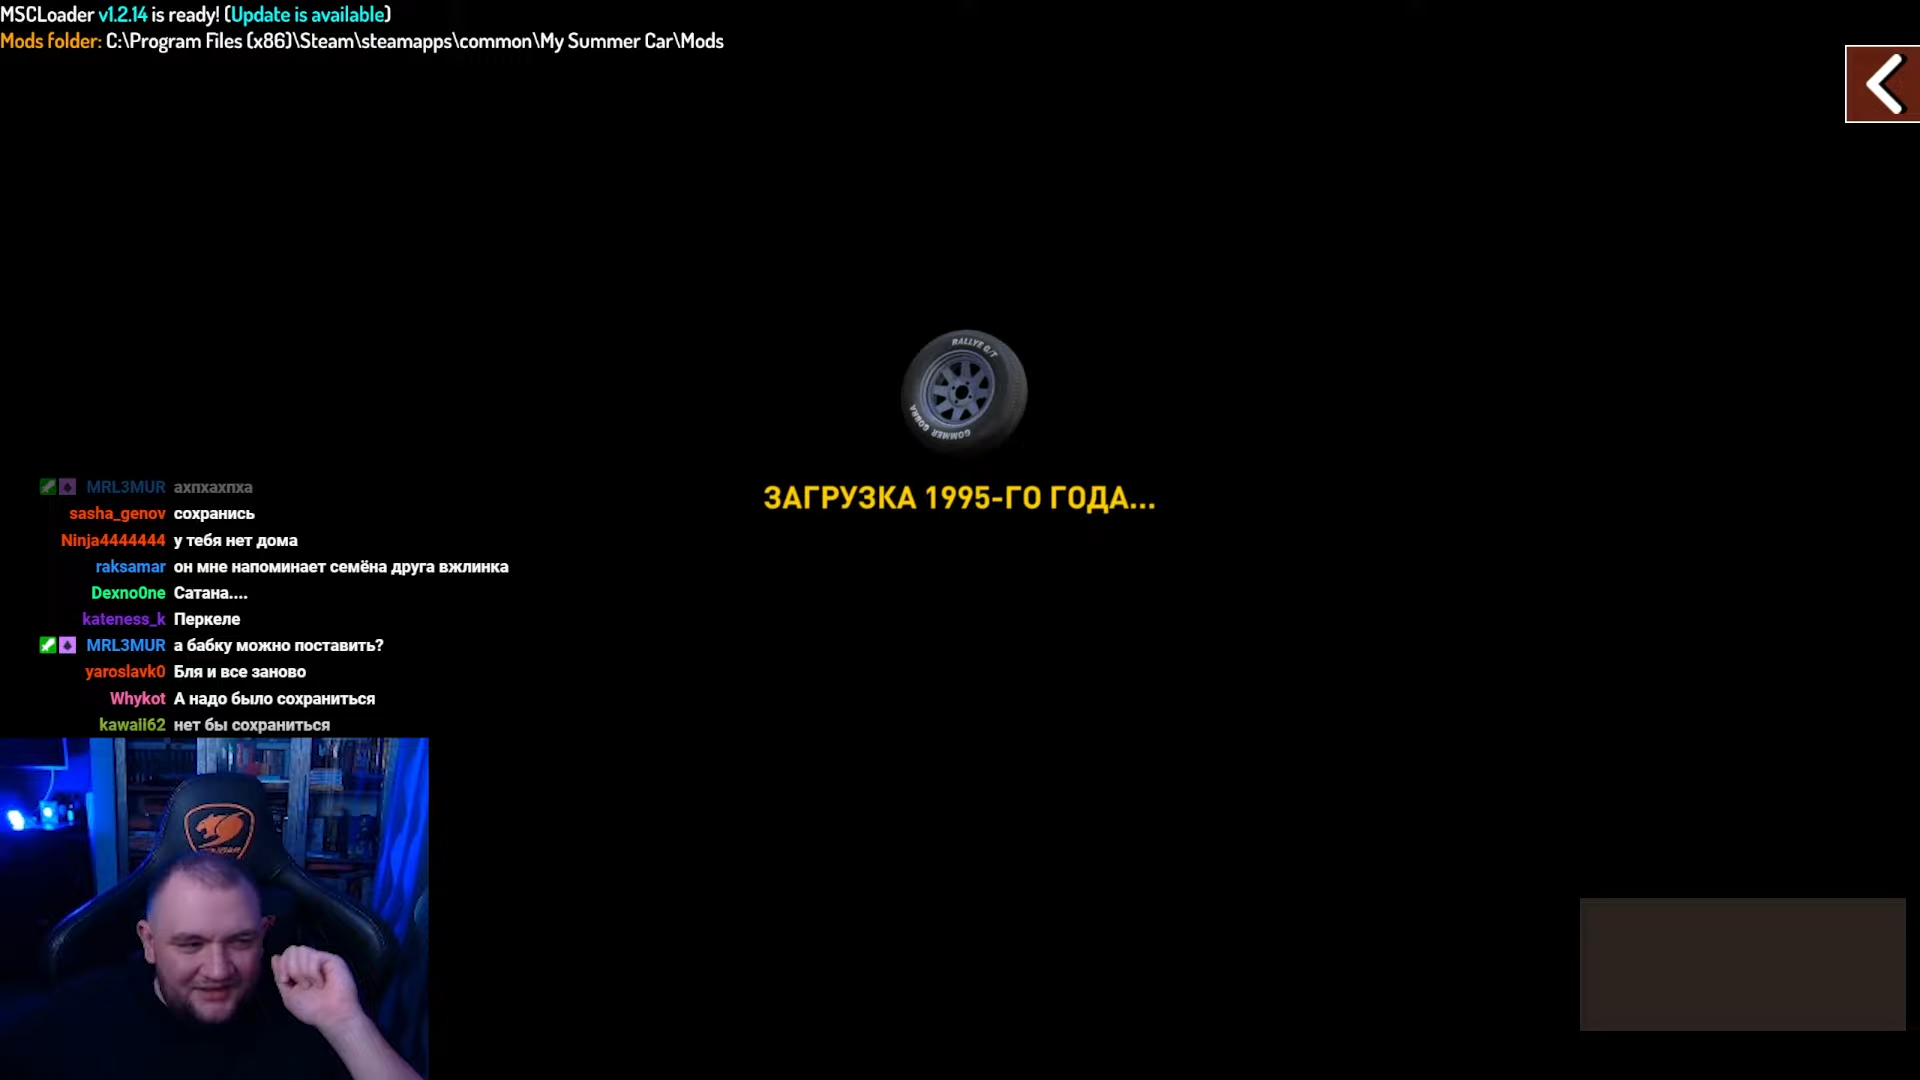 MSCLoader v1.2.14 is ready! (Update is available)
Mods folder: C:\Program Files (x86)\Steam\steamapps\common\My Summer Car\Mods
RALLYE G/T
GOMMER GOBRA
ЗАГРУЗКА 1995-ГО ГОДА...
MRL3MUR ахпхахпха
sasha_genov сохранись
Ninja4444444 у тебя нет дома
raksamar он мне напоминает семёна друга вжлинка
Dexno0ne Сатана....
kateness_k Перкеле
MRL3MUR а бабку можно поставить?
yaroslavk0 Бля и все заново
Whykot А надо было сохраниться
kawaii62 нет бы сохраниться